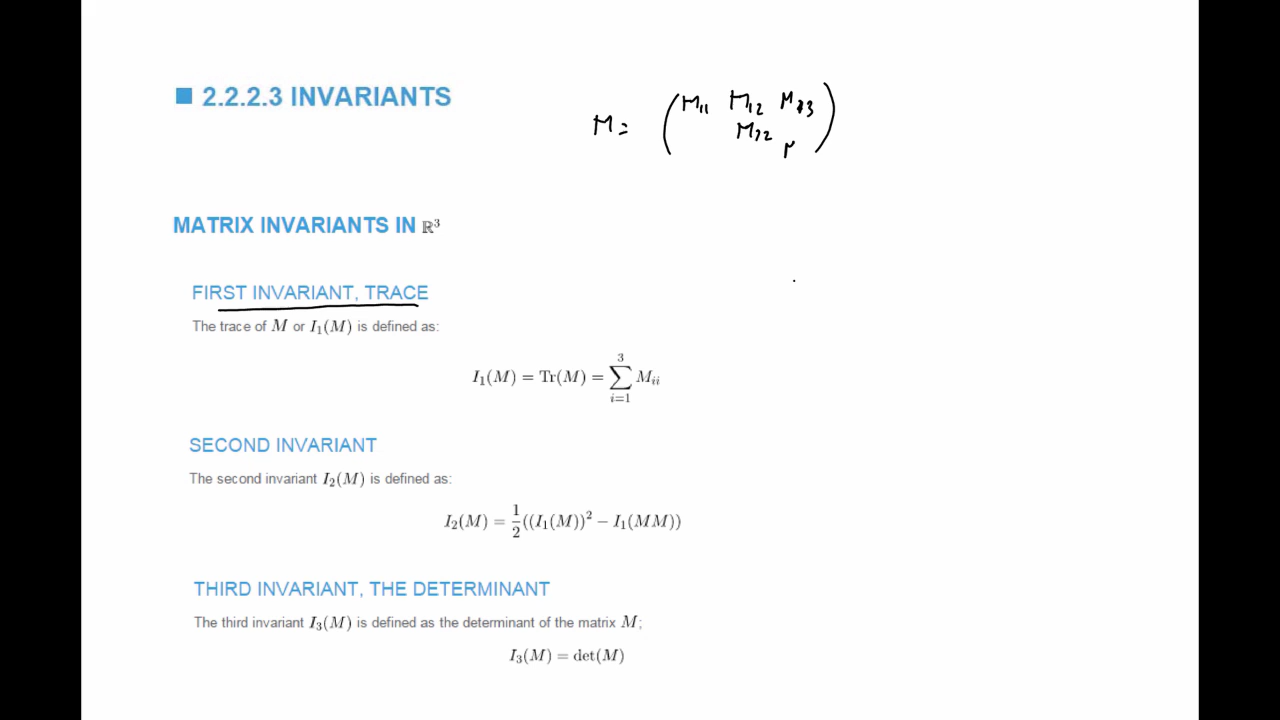 2.2.2.3 INVARIANTS
M = ( M₁₁ M₁₂ M₁₃
M₂₂
M )
MATRIX INVARIANTS IN ℝ³
FIRST INVARIANT, TRACE
The trace of M or I₁(M) is defined as:
I₁(M) = Tr(M) = ∑ᵢ₌₁³ Mᵢᵢ
SECOND INVARIANT
The second invariant I₂(M) is defined as:
I₂(M) = 1/2((I₁(M))² − I₁(MM))
THIRD INVARIANT, THE DETERMINANT
The third invariant I₃(M) is defined as the determinant of the matrix M;
I₃(M) = det(M)